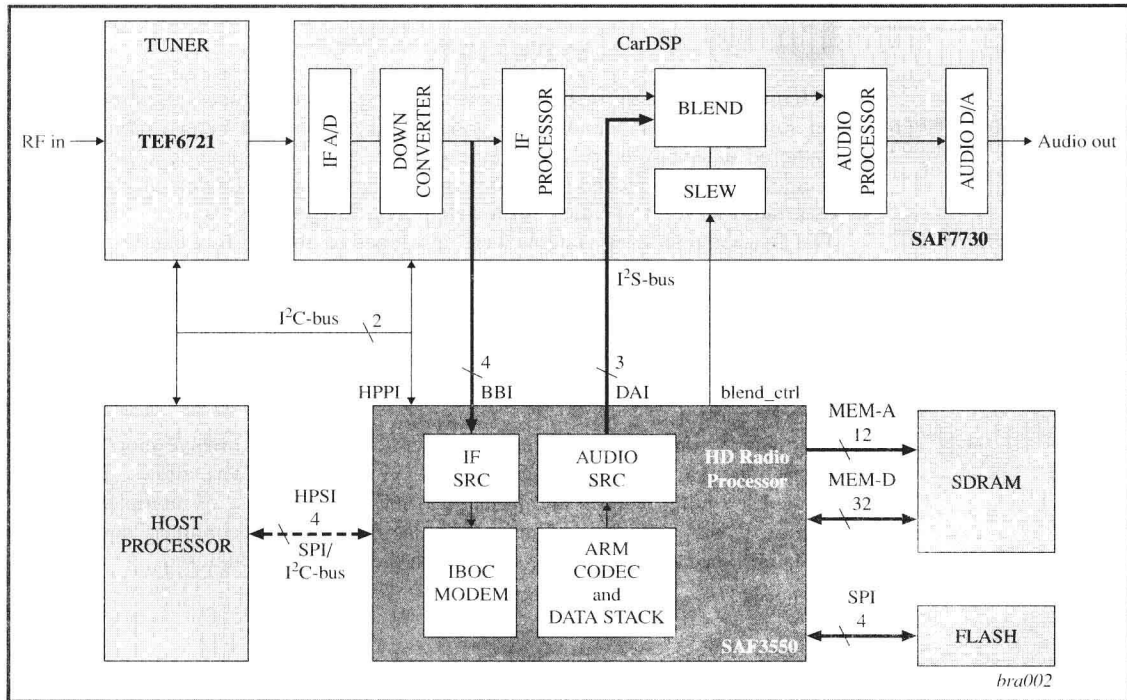 TUNER
TEF6721
RF in
CarDSP
IF A/D
DOWN
CONVERTER
IF
PROCESSOR
BLEND
SLEW
AUDIO
PROCESSOR
AUDIO D/A
Audio out
SAF7730
I²S-bus
I²C-bus
2
4
3
HPPI
BBI
DAI
blend_ctrl
HOST
PROCESSOR
HPSI
4
SPI/
I²C-bus
IF
SRC
AUDIO
SRC
HD Radio
Processor
IBOC
MODEM
ARM
CODEC
and
DATA STACK
SAF3550
MEM-A
12
MEM-D
32
SDRAM
SPI
4
FLASH
bra002